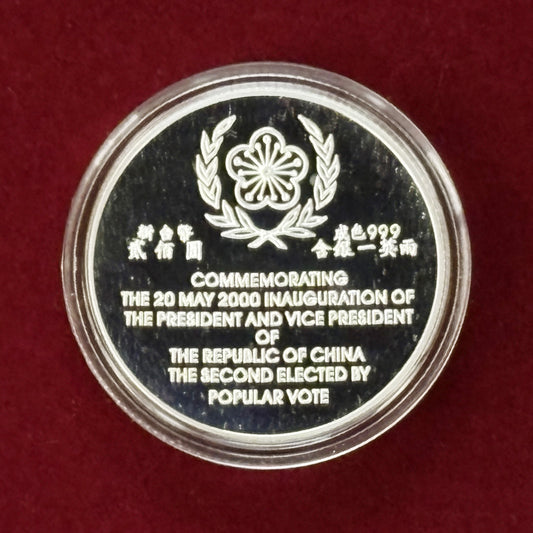 新台幣
貳佰圓
成色999
含銀一英兩
COMMEMORATING
THE 20 MAY 2000 INAUGURATION OF
THE PRESIDENT AND VICE PRESIDENT
OF
THE REPUBLIC OF CHINA
THE SECOND ELECTED BY
POPULAR VOTE